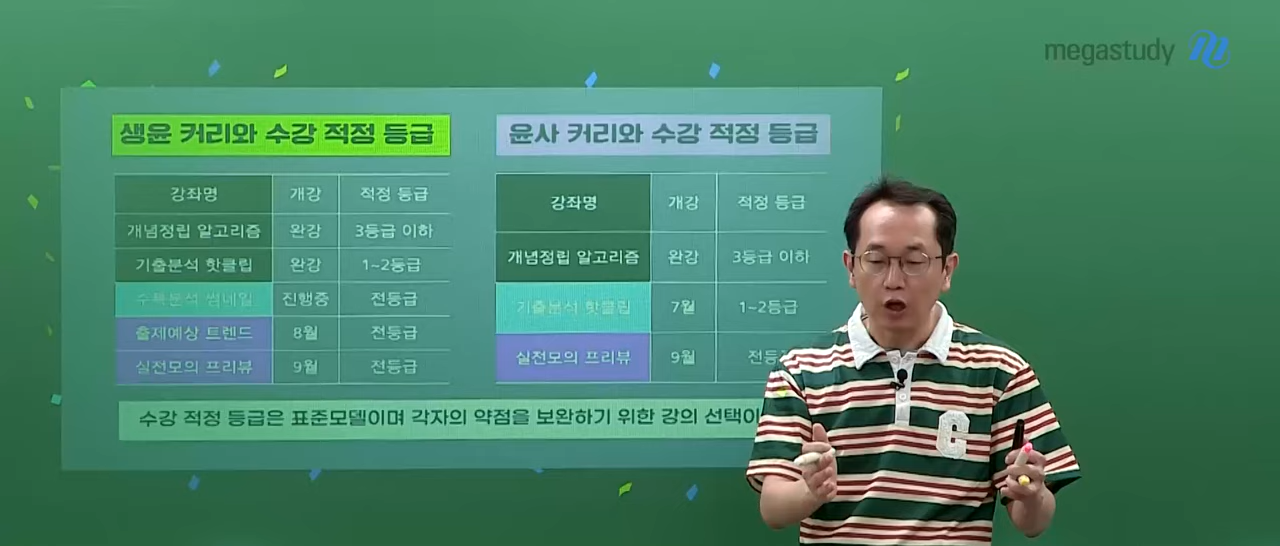 megastudy
생윤 커리와 수강 적정 등급
강좌명 개강 적정 등급
개념정립 알고리즘 완강 3등급 이하
기출분석 핫클립 완강 1~2등급
수특분석 썸네일 진행중 전등급
출제예상 트렌드 8월 전등급
실전모의 프리뷰 9월 전등급
윤사 커리와 수강 적정 등급
강좌명 개강 적정 등급
개념정립 알고리즘 완강 3등급 이하
기출분석 핫클립 7월 1~2등급
실전모의 프리뷰 9월 전등
수강 적정 등급은 표준모델이며 각자의 약점을 보완하기 위한 강의 선택이
C